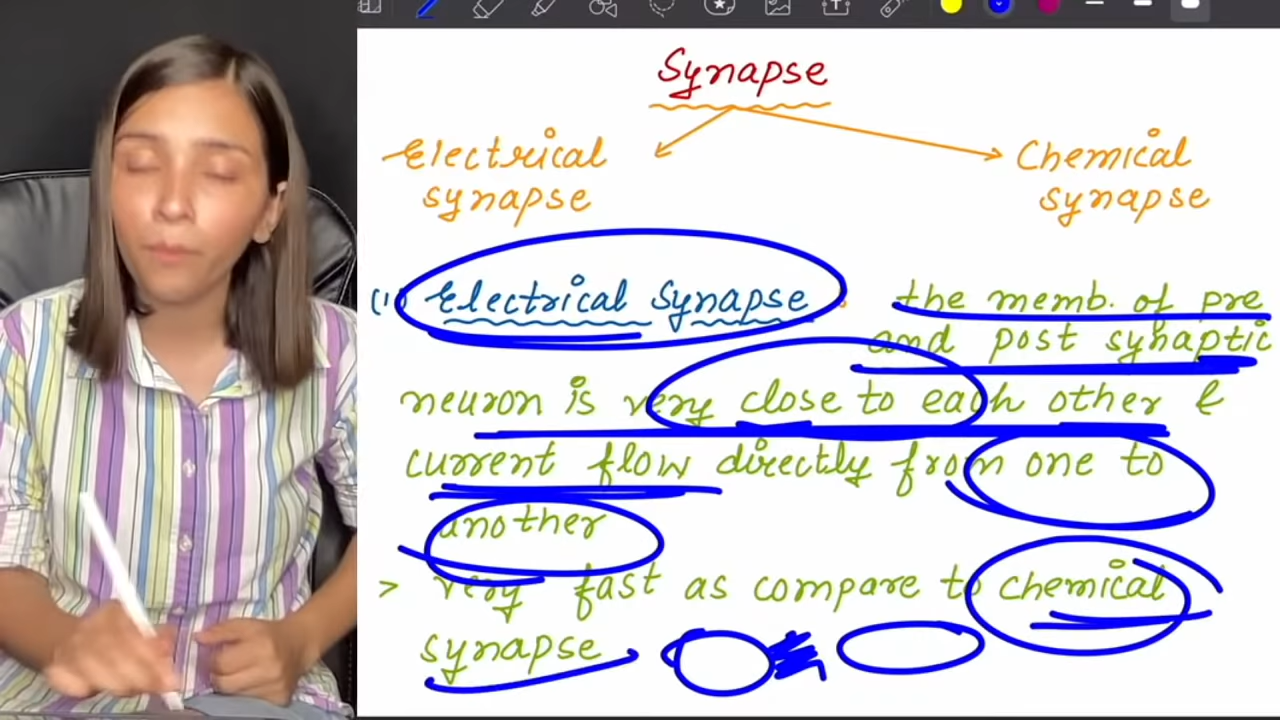 Synapse
Electrical Chemical
synapse synapse
(1) Electrical Synapse : the memb. of pre
and post synaptic
neuron is very close to each other &
current flow directly from one to
another
> very fast as compare to chemical
synapse